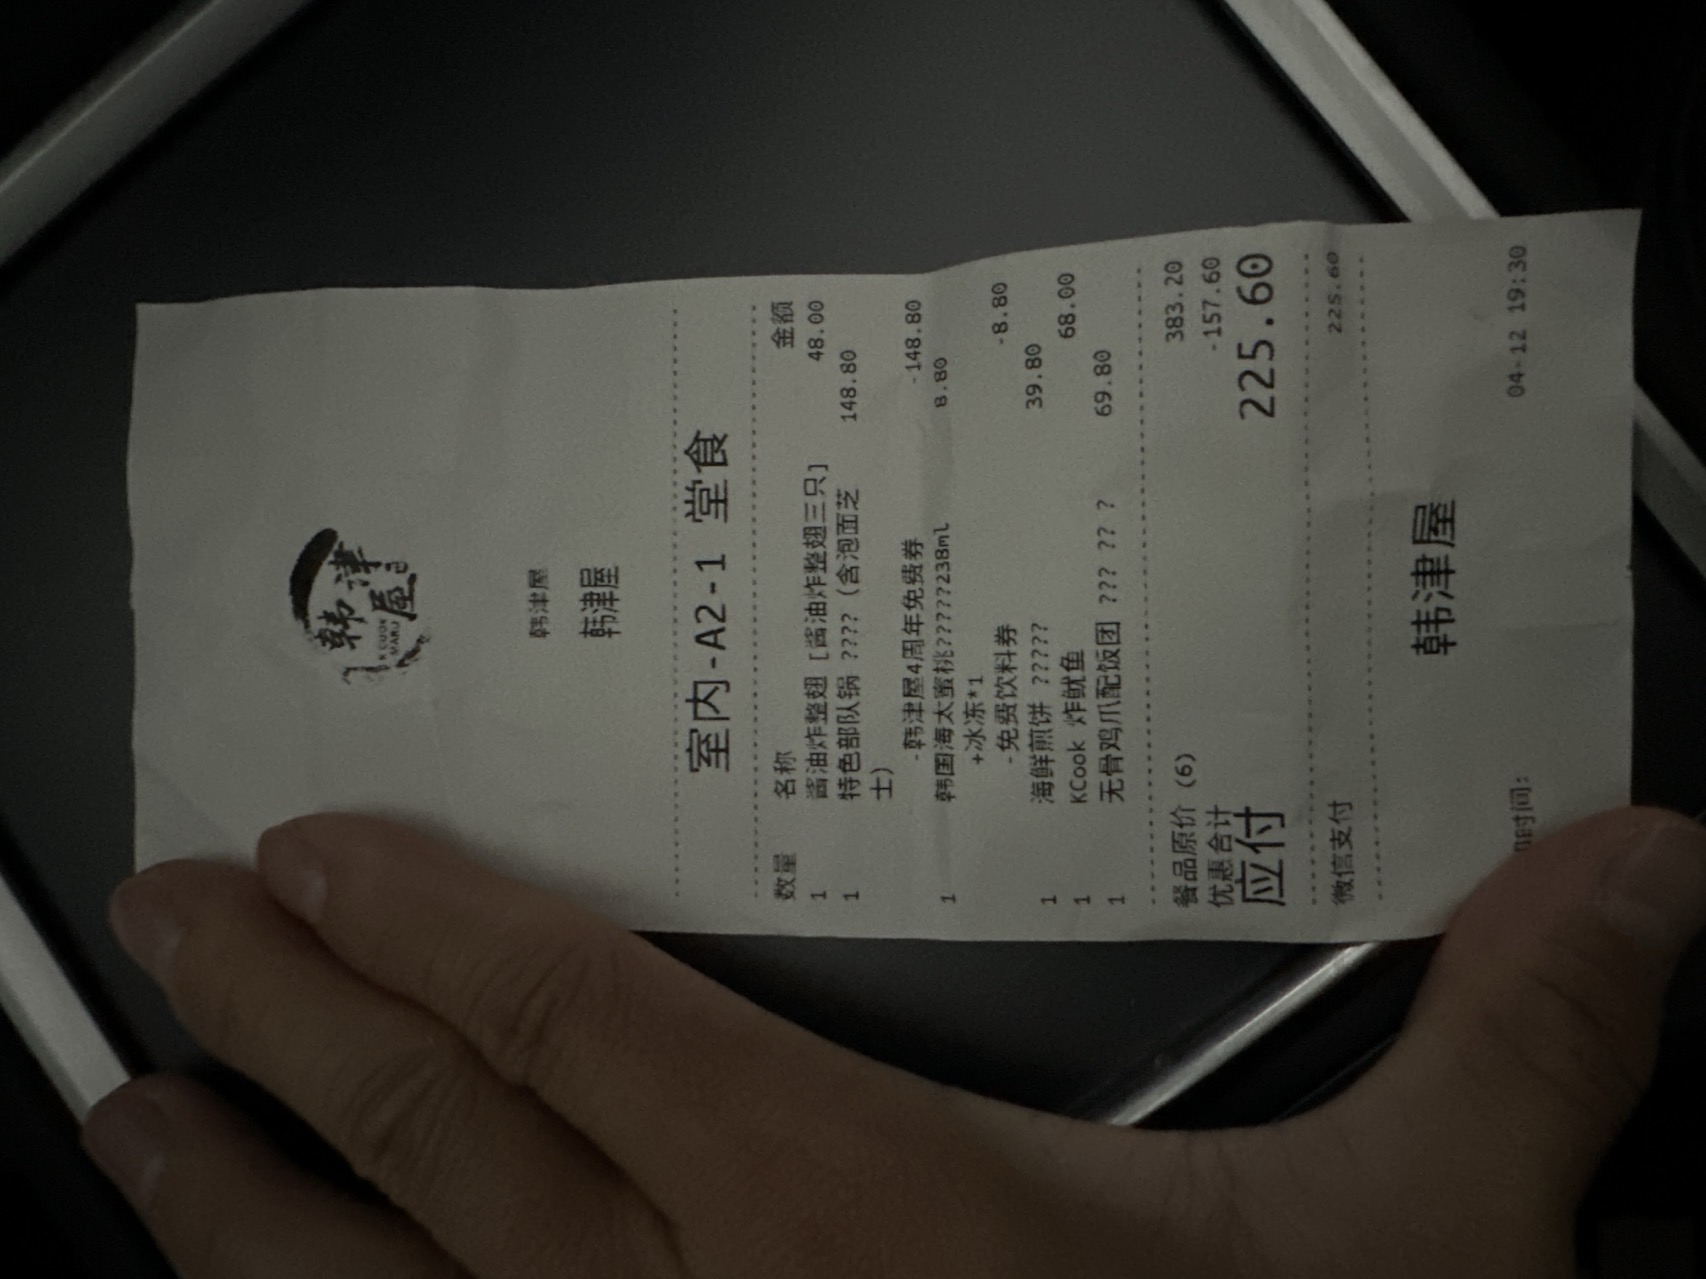 韩津屋
K CUON
MARU
韩津屋
韩津屋
室内-A2-1 堂食
数量 名称 金额
1 酱油炸整翅 [酱油炸整翅三只] 48.00
1 特色部队锅 ???? (含泡面芝 148.80
士)
-韩津屋4周年免费券 -148.80
1 韩国海太蜜桃??????238ml 8.80
+冰冻*1
-免费饮料券 -8.80
1 海鲜煎饼 ????? 39.80
1 KCook 炸鱿鱼 68.00
1 无骨鸡爪配饭团 ??? ?? ? 69.80
餐品原价 (6) 383.20
优惠合计 -157.60
应付 225.60
微信支付 225.60
韩津屋
时间: 04-12 19:30